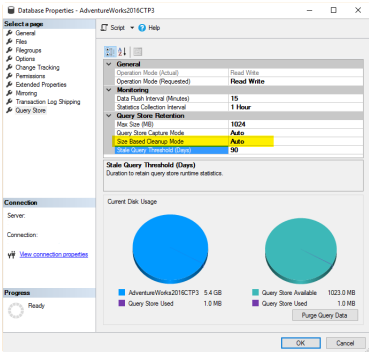 Database Properties - AdventureWorks2016CTP3
Select a page
General
Files
Filegroups
Options
Change Tracking
Permissions
Extended Properties
Mirroring
Transaction Log Shipping
Query Store
Script
Help
General
Operation Mode (Actual) Read Write
Operation Mode (Requested) Read Write
Monitoring
Data Flush Interval (Minutes) 15
Statistics Collection Interval 1 Hour
Query Store Retention
Max Size (MB) 1024
Query Store Capture Mode Auto
Size Based Cleanup Mode Auto
Stale Query Threshold (Days) 90
Stale Query Threshold (Days)
Duration to retain query store runtime statistics.
Connection
Server:
Connection:
View connection properties
Progress
Ready
Current Disk Usage
AdventureWorks2016CTP3 5.4 GB
Query Store Used 1.0 MB
Query Store Available 1023.0 MB
Query Store Used 1.0 MB
Purge Query Data
OK Cancel